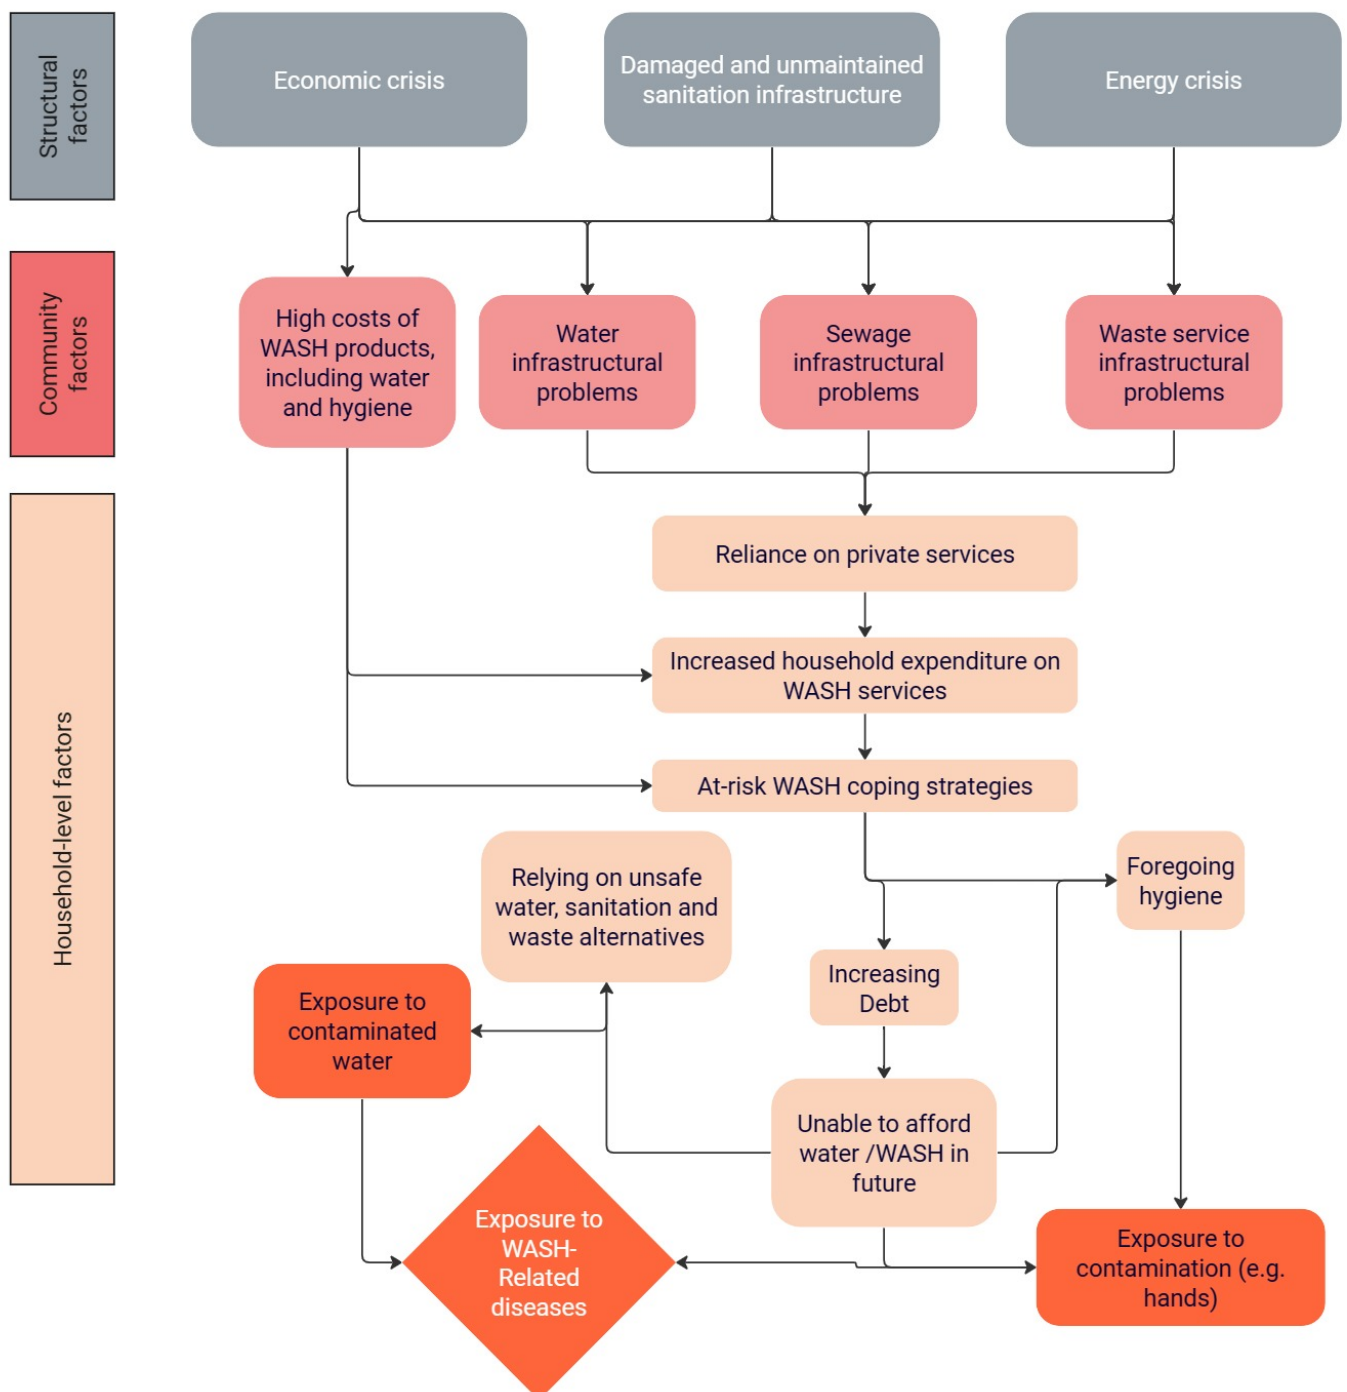 Structural
factors
Economic crisis
Damaged and unmaintained
sanitation infrastructure
Energy crisis
Community
factors
High costs of
WASH products,
including water
and hygiene
Water
infrastructural
problems
Sewage
infrastructural
problems
Waste service
infrastructural
problems
Household-level factors
Reliance on private services
Increased household expenditure on
WASH services
At-risk WASH coping strategies
Relying on unsafe
water, sanitation and
waste alternatives
Foregoing
hygiene
Increasing
Debt
Exposure to
contaminated
water
Unable to afford
water /WASH in
future
Exposure to
WASH-
Related
diseases
Exposure to
contamination (e.g.
hands)